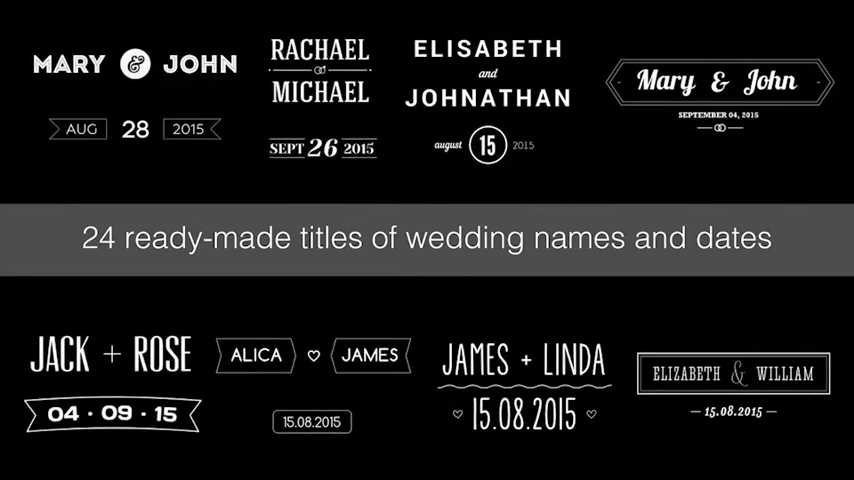 MARY & JOHN
AUG 28 2015
RACHAEL
MICHAEL
SEPT 26 2015
ELISABETH
and
JOHNATHAN
august 15 2015
Mary & John
SEPTEMBER 04, 2015
24 ready-made titles of wedding names and dates
JACK + ROSE
04 · 09 · 15
ALICA ♡ JAMES
15.08.2015
JAMES + LINDA
♡ 15.08.2015 ♡
ELIZABETH & WILLIAM
– 15.08.2015 –